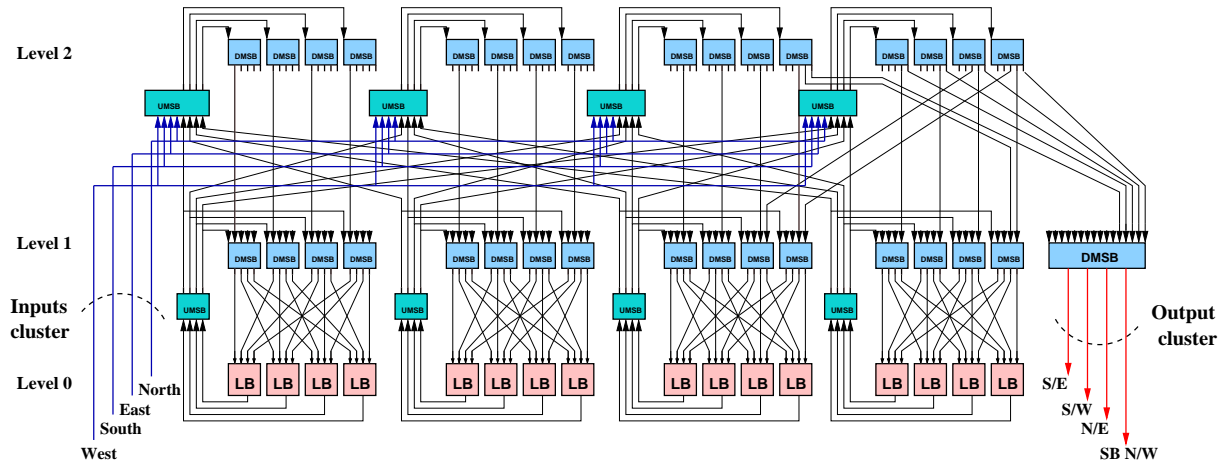 Level 2
DMSB DMSB DMSB DMSB DMSB DMSB DMSB DMSB DMSB DMSB DMSB DMSB DMSB DMSB DMSB DMSB
UMSB UMSB UMSB UMSB
Level 1
DMSB DMSB DMSB DMSB DMSB DMSB DMSB DMSB DMSB DMSB DMSB DMSB DMSB DMSB DMSB DMSB DMSB
Inputs
cluster
UMSB UMSB UMSB UMSB
Output
cluster
Level 0
LB LB LB LB LB LB LB LB LB LB LB LB LB LB LB LB
North
East
South
West
S/E
S/W
N/E
SB N/W